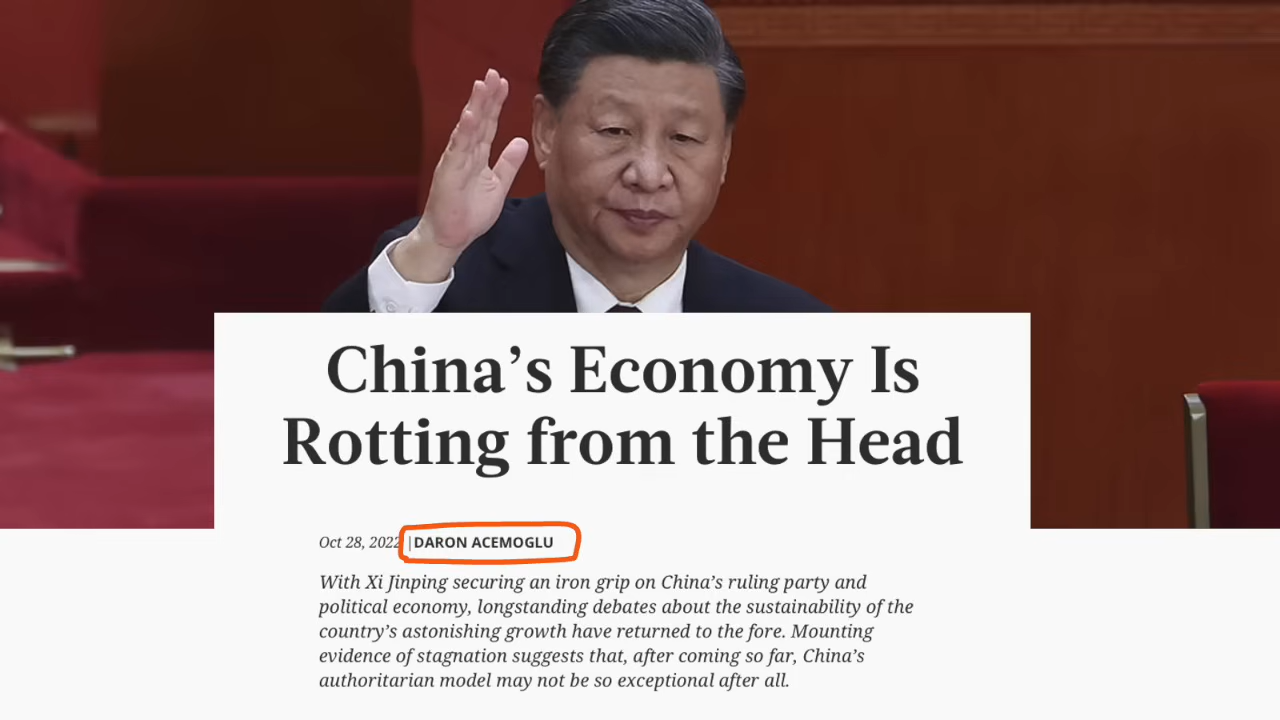 China’s Economy Is
Rotting from the Head
Oct 28, 2022 |DARON ACEMOGLU
With Xi Jinping securing an iron grip on China’s ruling party and
political economy, longstanding debates about the sustainability of the
country’s astonishing growth have returned to the fore. Mounting
evidence of stagnation suggests that, after coming so far, China’s
authoritarian model may not be so exceptional after all.